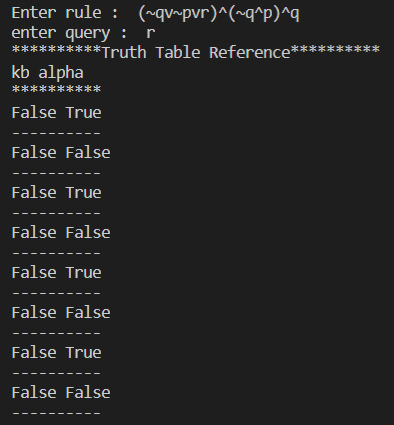 Enter rule :  (~qv~pvr)^(~q^p)^q
enter query :  r
**********Truth Table Reference**********
kb alpha
**********
False True
----------
False False
----------
False True
----------
False False
----------
False True
----------
False False
----------
False True
----------
False False
----------